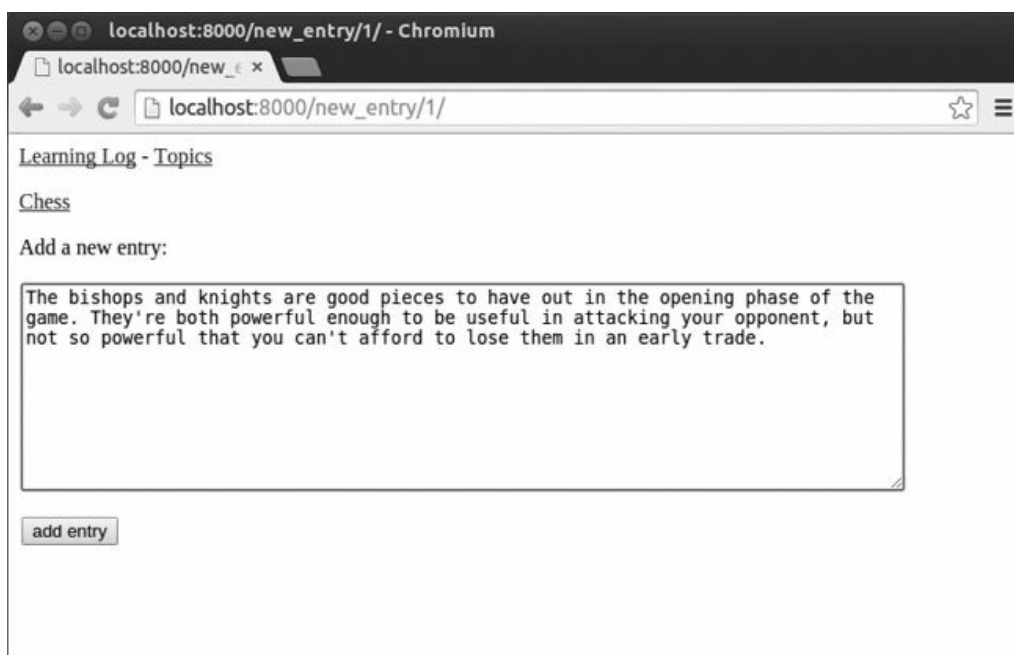 localhost:8000/new_entry/1/ - Chromium
localhost:8000/new_e
localhost:8000/new_entry/1/
Learning Log - Topics
Chess
Add a new entry:
The bishops and knights are good pieces to have out in the opening phase of the
game. They're both powerful enough to be useful in attacking your opponent, but
not so powerful that you can't afford to lose them in an early trade.
add entry